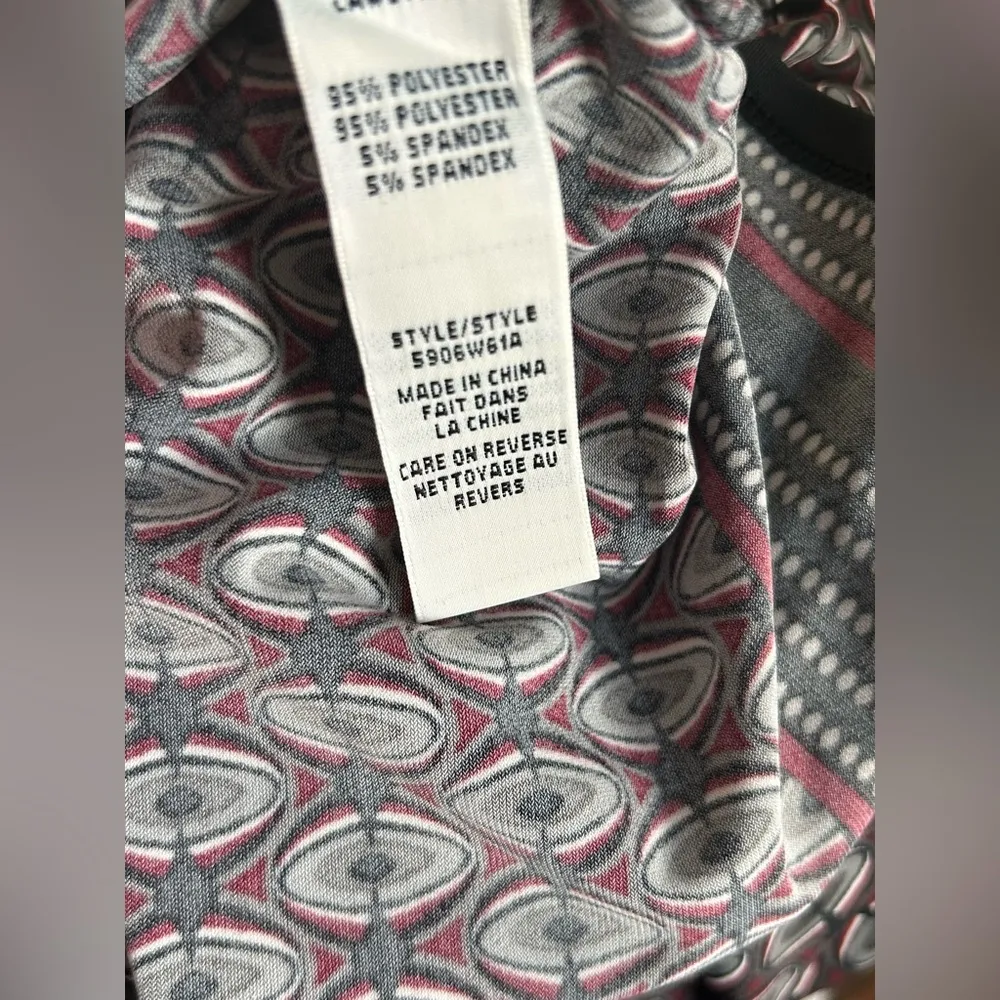 95% POLYESTER
95% POLYESTER
5% SPANDEX
5% SPANDEX
STYLE/STYLE
5906W61A
MADE IN CHINA
FAIT DANS
LA CHINE
CARE ON REVERSE
NETTOYAGE AU
REVERS